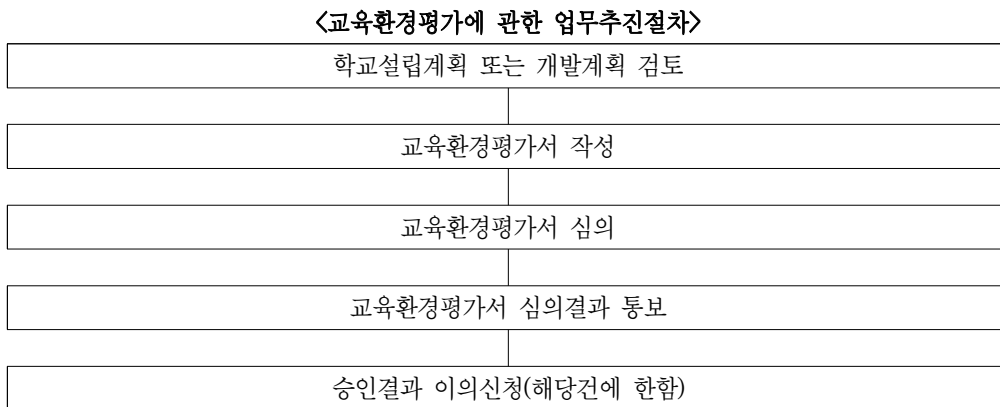 <교육환경평가에 관한 업무추진절차>
학교설립계획 또는 개발계획 검토
교육환경평가서 작성
교육환경평가서 심의
교육환경평가서 심의결과 통보
승인결과 이의신청(해당건에 한함)